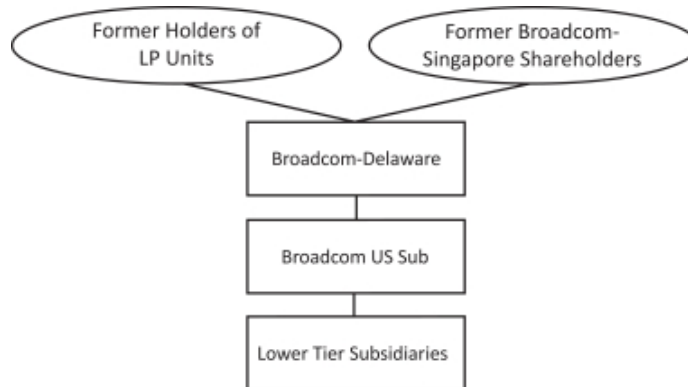 Former Holders of
LP Units
Former Broadcom-
Singapore Shareholders
Broadcom-Delaware
Broadcom US Sub
Lower Tier Subsidiaries